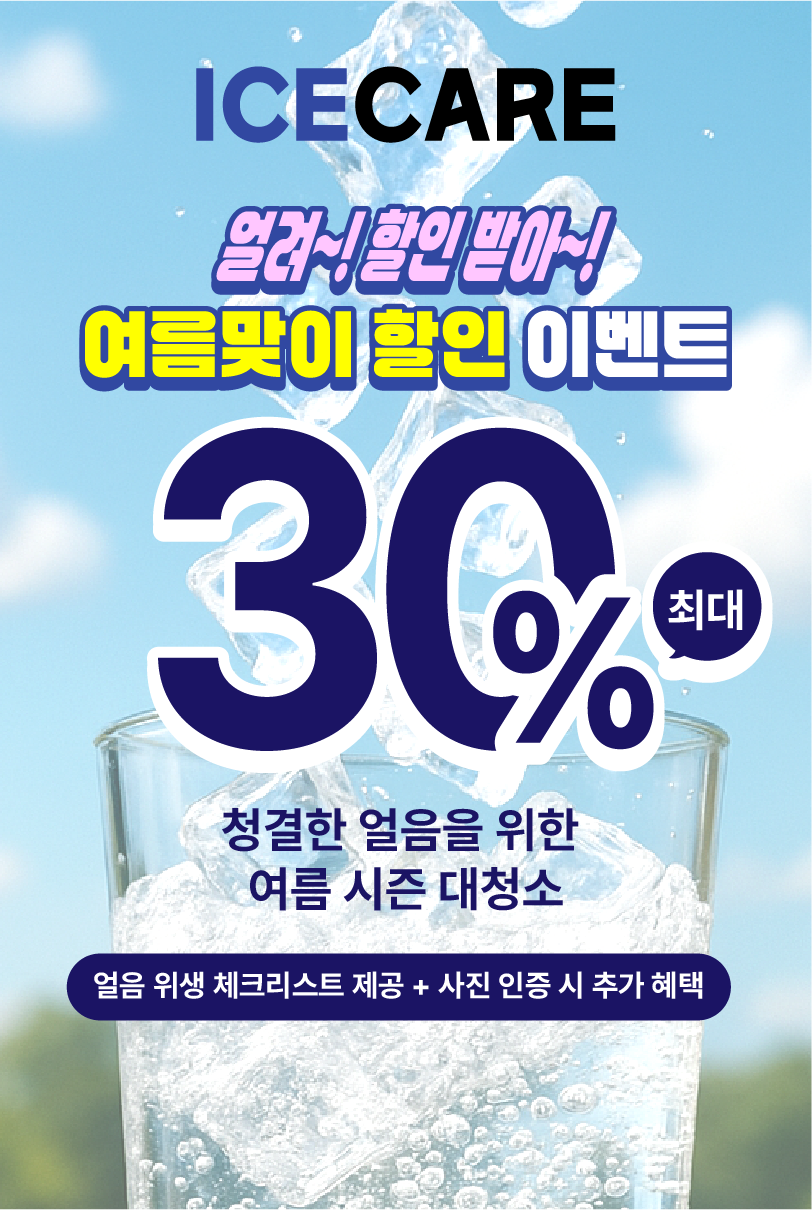 ICECARE
얼려~! 할인 받아~!
여름맞이 할인 이벤트
30%
최대
청결한 얼음을 위한
여름 시즌 대청소
얼음 위생 체크리스트 제공 + 사진 인증 시 추가 혜택